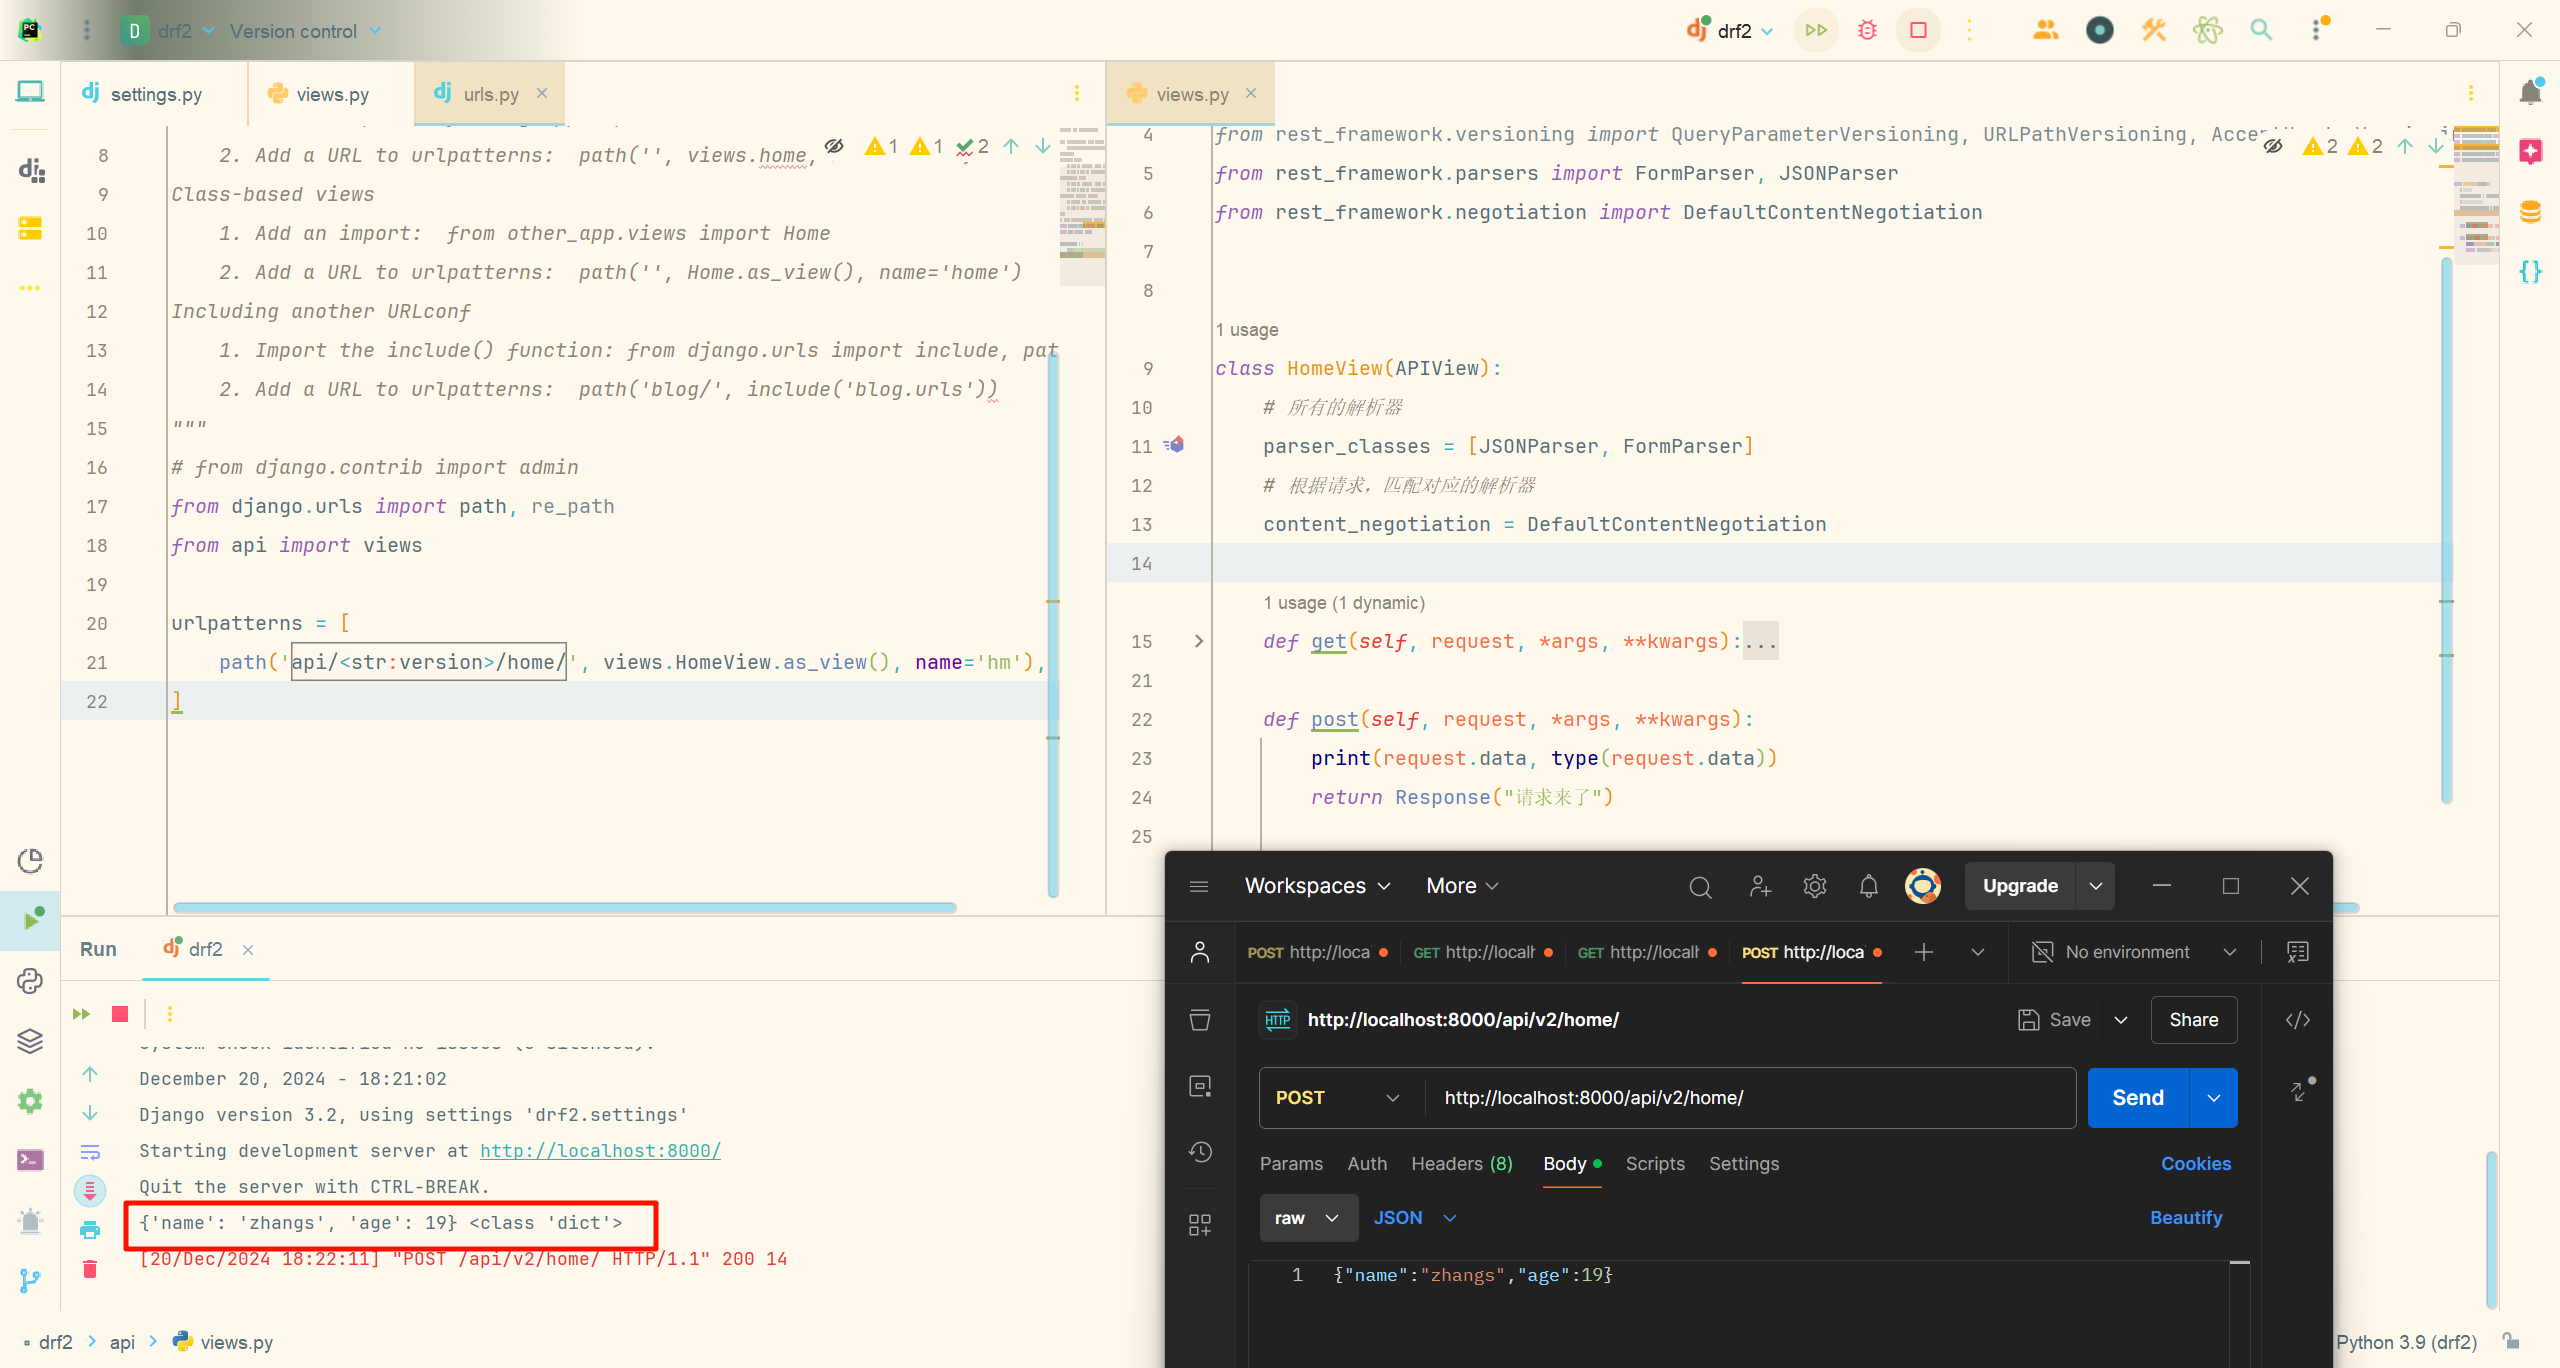 D drf2 Version control
drf2
settings.py views.py urls.py
8 2. Add a URL to urlpatterns: path('', views.home,
1 1 2
9 Class-based views
10 1. Add an import: from other_app.views import Home
11 2. Add a URL to urlpatterns: path('', Home.as_view(), name='home')
12 Including another URLconf
13 1. Import the include() function: from django.urls import include, pat
14 2. Add a URL to urlpatterns: path('blog/', include('blog.urls'))
15 """
16 # from django.contrib import admin
17 from django.urls import path, re_path
18 from api import views
19
20 urlpatterns = [
21 path('api/<str:version>/home/', views.HomeView.as_view(), name='hm'),
22 ]
views.py
4 from rest_framework.versioning import QueryParameterVersioning, URLPathVersioning,
2 2
5 from rest_framework.parsers import FormParser, JSONParser
6 from rest_framework.negotiation import DefaultContentNegotiation
7
8
1 usage
9 class HomeView(APIView):
10 # 所有的解析器
11 parser_classes = [JSONParser, FormParser]
12 # 根据请求，匹配对应的解析器
13 content_negotiation = DefaultContentNegotiation
14
1 usage (1 dynamic)
15 def get(self, request, *args, **kwargs):...
21
22 def post(self, request, *args, **kwargs):
23 print(request.data, type(request.data))
24 return Response("请求来了")
25
Run drf2
December 20, 2024 - 18:21:02
Django version 3.2, using settings 'drf2.settings'
Starting development server at http://localhost:8000/
Quit the server with CTRL-BREAK.
{'name': 'zhangs', 'age': 19} <class 'dict'>
[20/Dec/2024 18:22:11] "POST /api/v2/home/ HTTP/1.1" 200 14
Workspaces More Upgrade
POST http://loca GET http://localh GET http://localh POST http://loca No environment
HTTP http://localhost:8000/api/v2/home/ Save Share
POST http://localhost:8000/api/v2/home/ Send
Params Auth Headers (8) Body Scripts Settings Cookies
raw JSON Beautify
1 {"name":"zhangs","age":19}
drf2 api views.py
Python 3.9 (drf2)